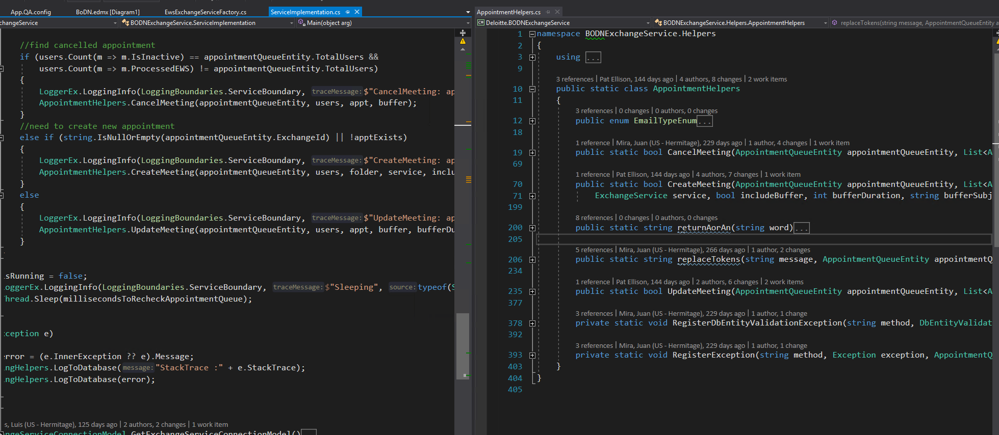 App.QA.config
BoDN.edmx [Diagram1]
EwsExchangeServiceFactory.cs
ServiceImplementation.cs
changeService
BODNExchangeService.ServiceImplementation
Main(object arg)
//find cancelled appointment
if (users.Count(m => m.IsInactive) == appointmentQueueEntity.TotalUsers &&
users.Count(m => m.ProcessedEWS) != appointmentQueueEntity.TotalUsers)
{
LoggerEx.LoggingInfo(LoggingBoundaries.ServiceBoundary, traceMessage: $"CancelMeeting: ap
AppointmentHelpers.CancelMeeting(appointmentQueueEntity, users, appt, buffer);
}
//need to create new appointment
else if (string.IsNullOrEmpty(appointmentQueueEntity.ExchangeId) || !apptExists)
{
LoggerEx.LoggingInfo(LoggingBoundaries.ServiceBoundary, traceMessage: $"CreateMeeting: ap
AppointmentHelpers.CreateMeeting(appointmentQueueEntity, users, folder, service, inclu
}
else
{
LoggerEx.LoggingInfo(LoggingBoundaries.ServiceBoundary, traceMessage: $"UpdateMeeting: ap
AppointmentHelpers.UpdateMeeting(appointmentQueueEntity, users, appt, buffer, bufferDu
}
isRunning = false;
LoggerEx.LoggingInfo(LoggingBoundaries.ServiceBoundary, traceMessage: $"Sleeping", source: typeof(S
Thread.Sleep(millisecondsToRecheckAppointmentQueue);
ception e)
error = (e.InnerException ?? e).Message;
ngHelpers.LogToDatabase(message: "StackTrace :" + e.StackTrace);
ngHelpers.LogToDatabase(error);
s, Luis (US - Hermitage), 125 days ago | 2 authors, 2 changes | 1 work item
angeServiceConnectionModel GetExchangeServiceConnectionModel()
AppointmentHelpers.cs
C# Deloitte.BODNExchangeService
BODNExchangeService.Helpers.AppointmentHelpers
replaceTokens(string message, AppointmentQueueEntity a
1 namespace BODNExchangeService.Helpers
2 {
3 using ...
9
3 references | Pat Ellison, 144 days ago | 4 authors, 8 changes | 2 work items
10 public static class AppointmentHelpers
11 {
3 references | 0 changes | 0 authors, 0 changes
12 public enum EmailTypeEnum...
18
1 reference | Mira, Juan (US - Hermitage), 229 days ago | 1 author, 4 changes | 1 work item
19 public static bool CancelMeeting(AppointmentQueueEntity appointmentQueueEntity, List<A
69
1 reference | Pat Ellison, 144 days ago | 4 authors, 7 changes | 1 work item
70 public static bool CreateMeeting(AppointmentQueueEntity appointmentQueueEntity, List<A
71 ExchangeService service, bool includeBuffer, int bufferDuration, string bufferSubj
199
8 references | 0 changes | 0 authors, 0 changes
200 public static string returnAorAn(string word)...
205
5 references | Mira, Juan (US - Hermitage), 266 days ago | 1 author, 2 changes
206 public static string replaceTokens(string message, AppointmentQueueEntity appointmentQ
234
1 reference | Pat Ellison, 144 days ago | 2 authors, 6 changes | 2 work items
235 public static bool UpdateMeeting(AppointmentQueueEntity appointmentQueueEntity, List<A
377
3 references | Mira, Juan (US - Hermitage), 229 days ago | 1 author, 1 change
378 private static void RegisterDbEntityValidationException(string method, DbEntityValidat
392
3 references | Mira, Juan (US - Hermitage), 229 days ago | 1 author, 1 change
393 private static void RegisterException(string method, Exception exception, AppointmentQ
403 }
404 }
405